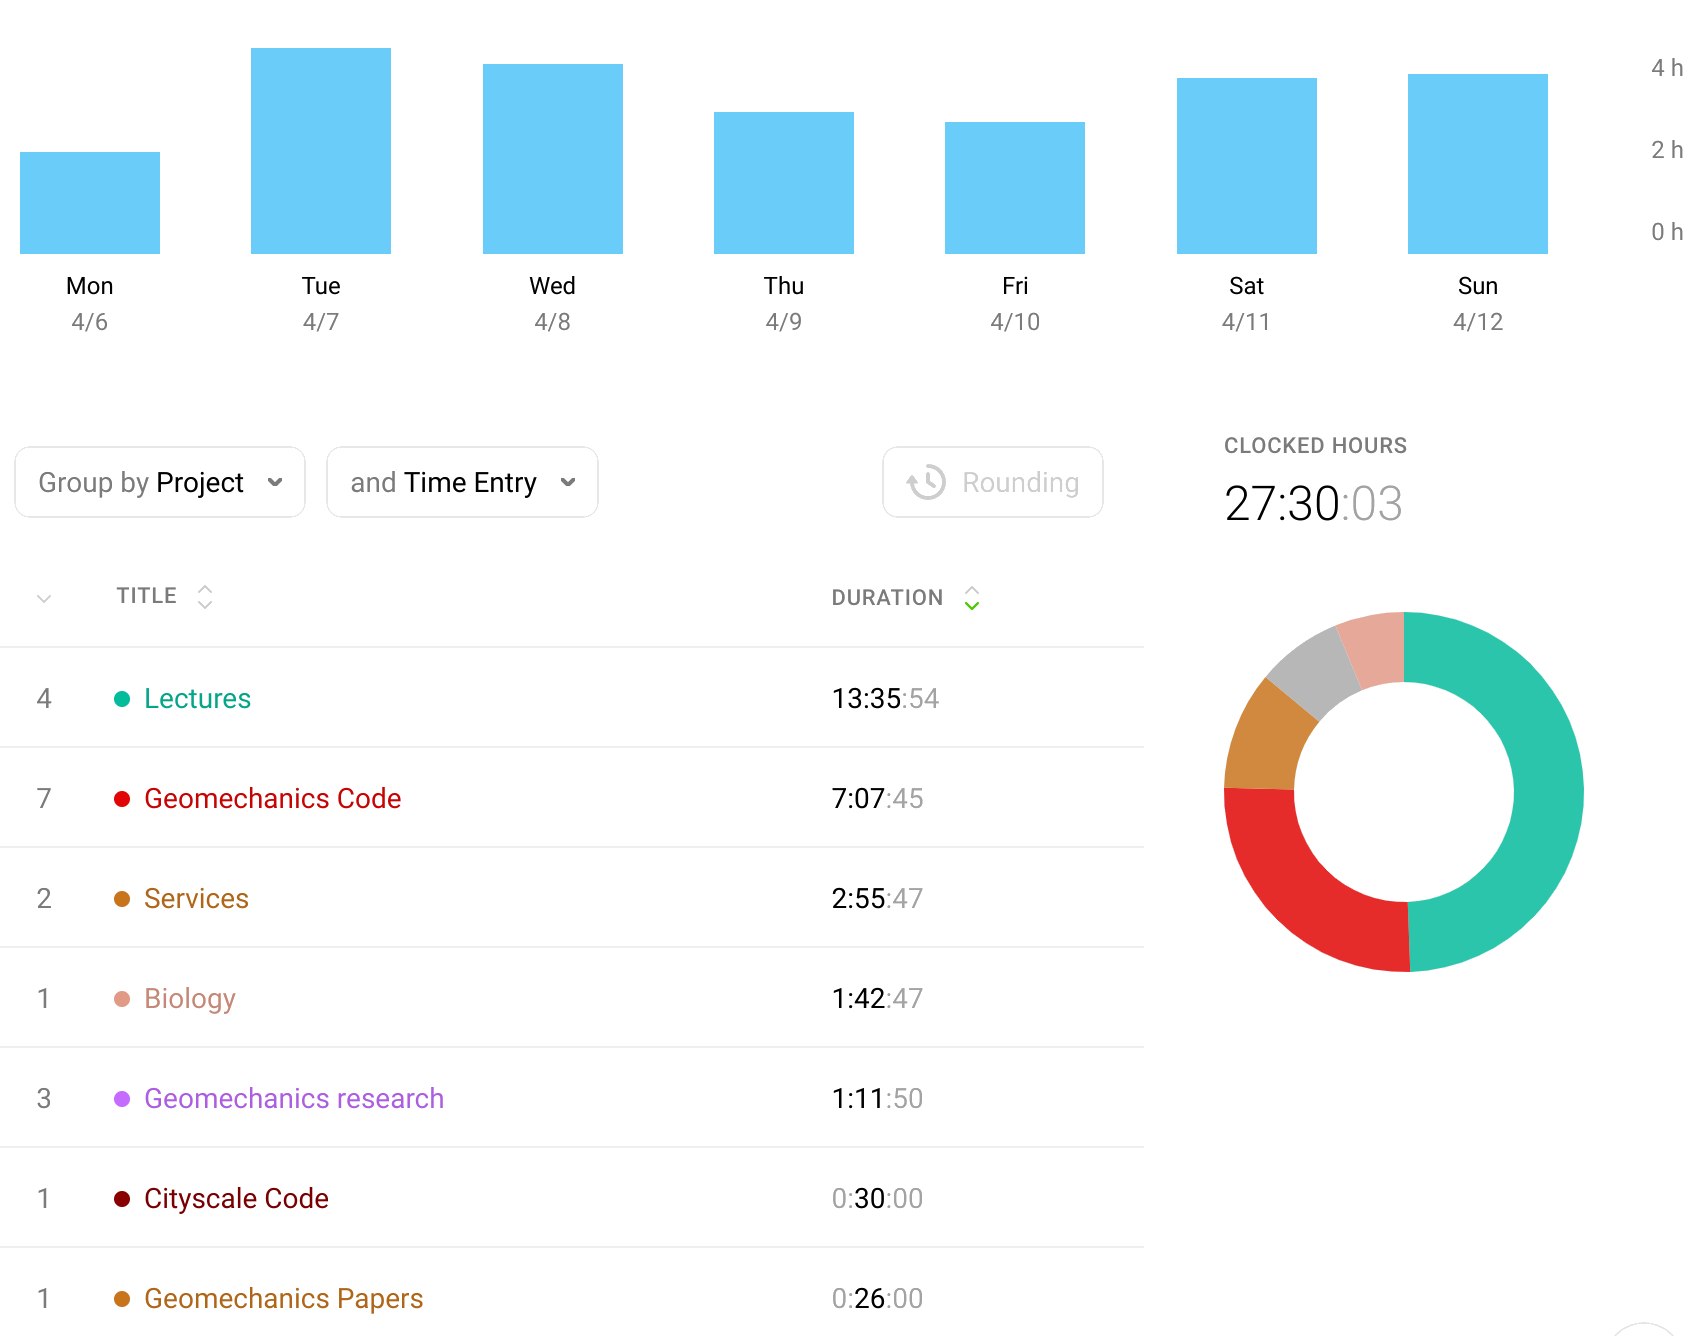 4 h
2 h
0 h
Mon Tue Wed Thu Fri Sat Sun
4/6 4/7 4/8 4/9 4/10 4/11 4/12
Group by Project and Time Entry Rounding
CLOCKED HOURS
27:30:03
TITLE DURATION
4 Lectures 13:35:54
7 Geomechanics Code 7:07:45
2 Services 2:55:47
1 Biology 1:42:47
3 Geomechanics research 1:11:50
1 Cityscale Code 0:30:00
1 Geomechanics Papers 0:26:00